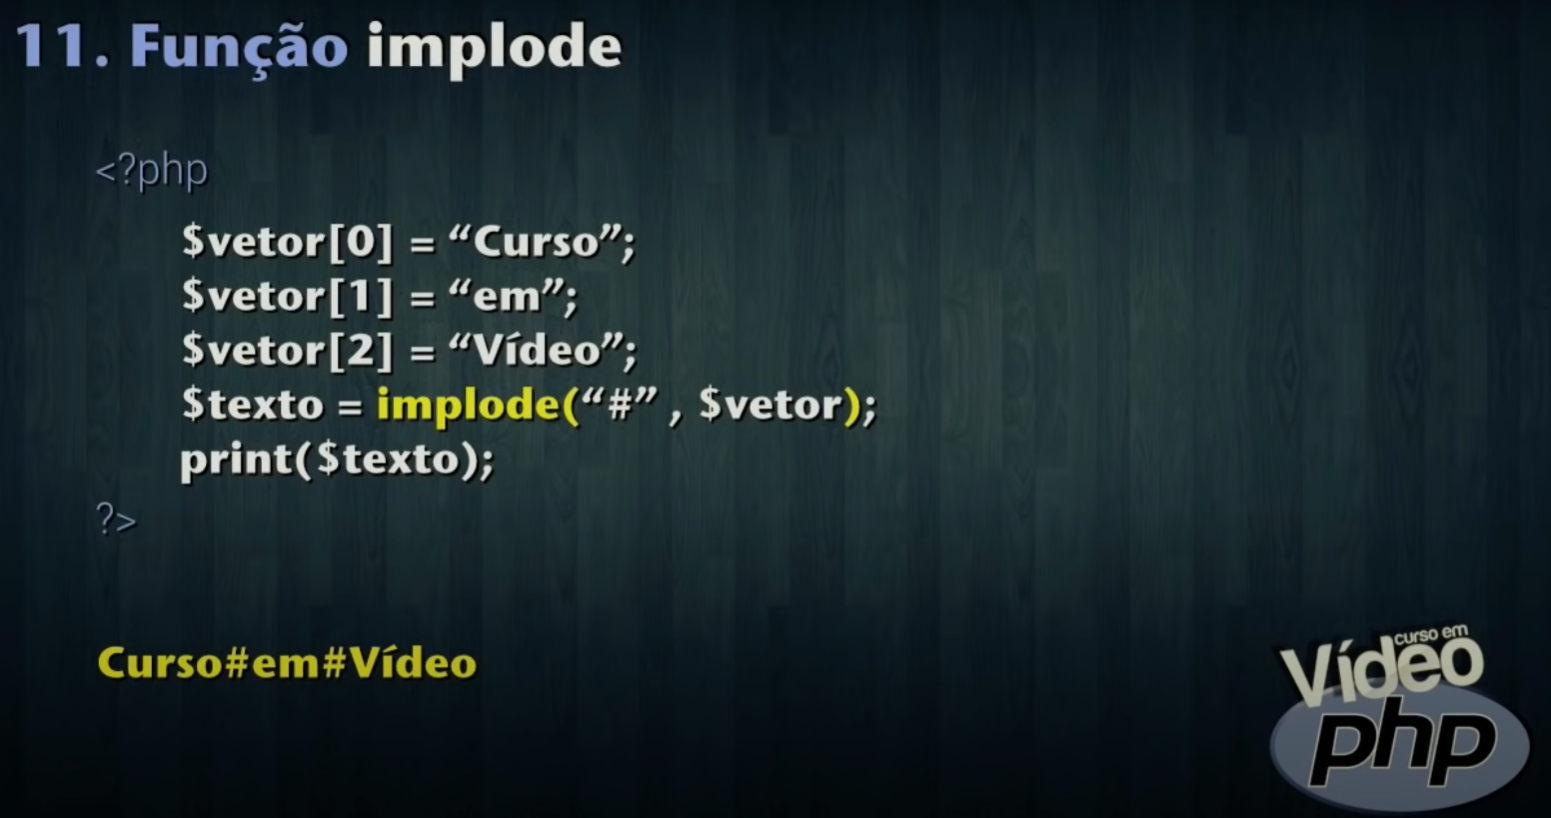 11. Função implode
<?php
$vetor[0] = “Curso”;
$vetor[1] = “em”;
$vetor[2] = “Vídeo”;
$texto = implode(“#” , $vetor);
print($texto);
?>
Curso#em#Vídeo
curso em
Vídeo
php